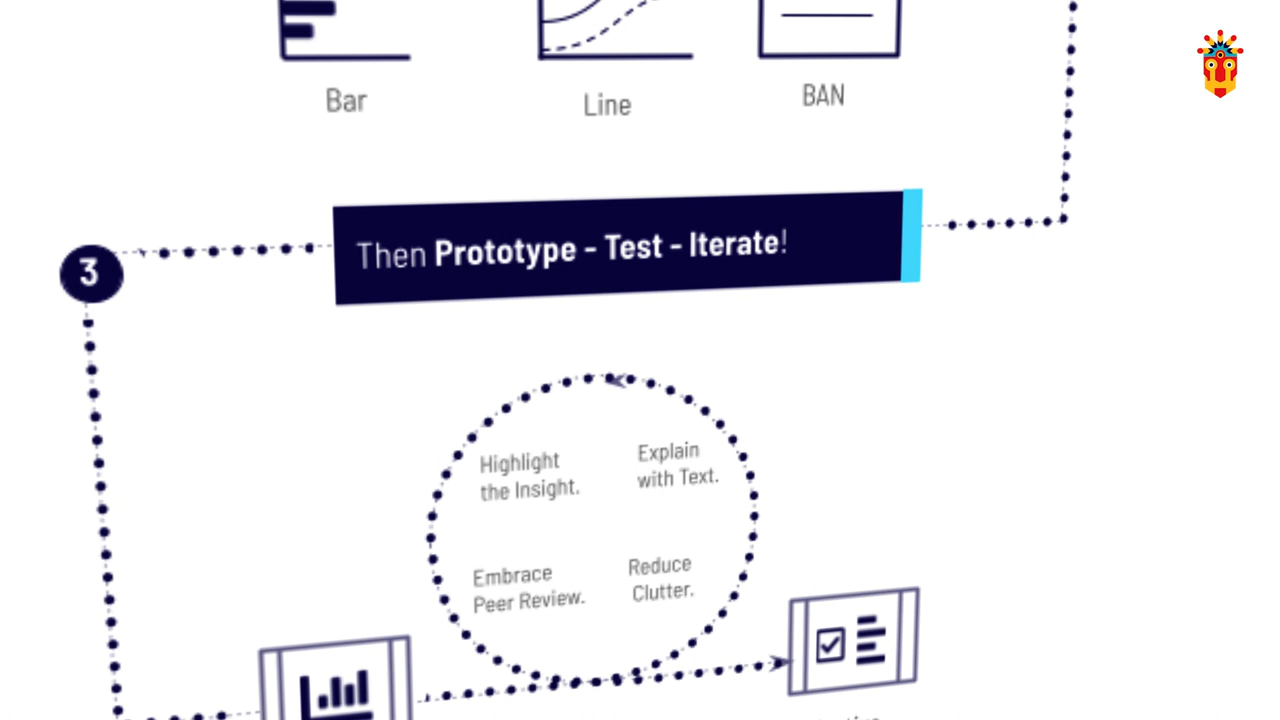 Bar
Line
BAN
3
Then Prototype - Test - Iterate!
Highlight
the Insight.
Explain
with Text.
Embrace
Peer Review.
Reduce
Clutter.